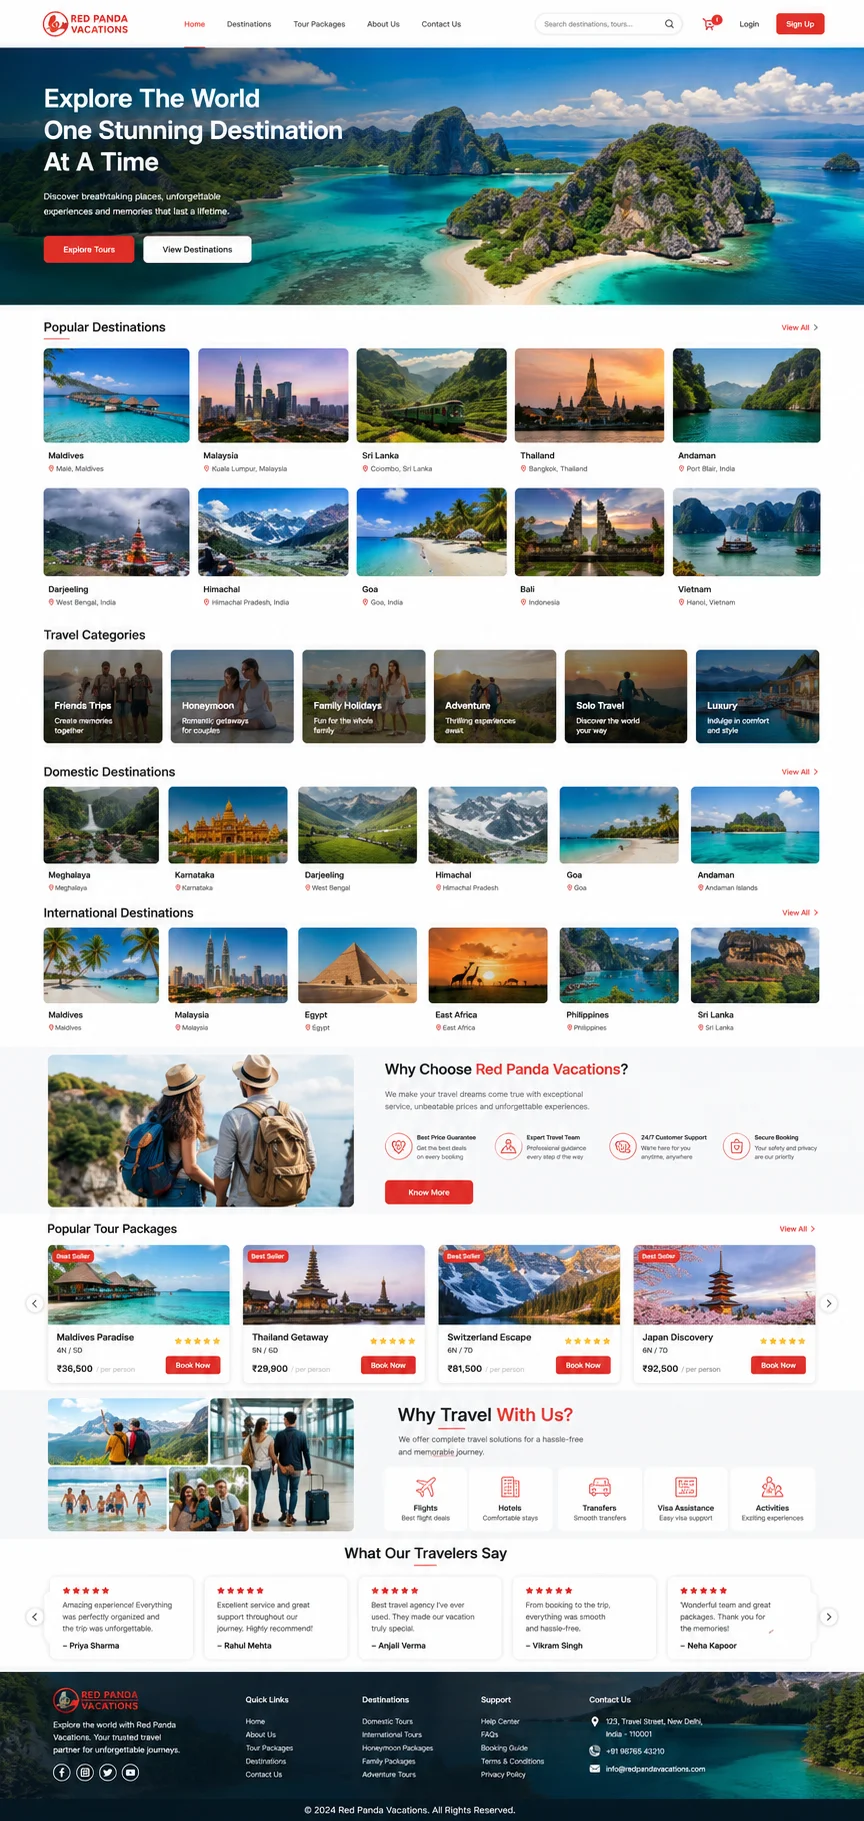 RED PANDA
VACATIONS
Home
Destinations
Tour Packages
About Us
Contact Us
Search destinations, tours...
Login
Sign Up
Explore The World
One Stunning Destination
At A Time
Discover breathtaking places, unforgettable
experiences and memories that last a lifetime.
Explore Tours
View Destinations
Popular Destinations
View All
Maldives
Malé, Maldives
Malaysia
Kuala Lumpur, Malaysia
Sri Lanka
Coombo, Sri Lanka
Thailand
Bangkok, Thailand
Andaman
Port Blair, India
Darjeeling
West Bengal, India
Himachal
Himachal Pradesh, India
Goa
Goa, India
Bali
Indonesia
Vietnam
Hanoi, Vietnam
Travel Categories
Friends Trips
Create memories
together
Honeymoon
Romantic getaways
for couples
Family Holidays
Fun for the whole
family
Adventure
Thrilling experiences
await
Solo Travel
Discover the world
your way
Luxury
Indulge in comfort
and style
Domestic Destinations
View All
Meghalaya
Meghalaya
Karnataka
Karnataka
Darjeeling
West Bengal
Himachal
Himachal Pradesh
Goa
Goa
Andaman
Andaman Islands
International Destinations
View All
Maldives
Maldives
Malaysia
Malaysia
Egypt
Egypt
East Africa
East Africa
Philippines
Philippines
Sri Lanka
Sri Lanka
Why Choose Red Panda Vacations?
We make your travel dreams come true with exceptional
service, unbeatable prices and unforgettable experiences.
Best Price Guarantee
Get the best deals
on every booking
Expert Travel Team
Professional guidance
every step of the way
24/7 Customer Support
We're here for you
anytime, anywhere
Secure Booking
Your safety and privacy
are our priority
Know More
Popular Tour Packages
View All
Best Seller
Maldives Paradise
4N / 5D
₹36,500 / per person
Book Now
Best Seller
Thailand Getaway
5N / 6D
₹29,900 / per person
Book Now
Best Seller
Switzerland Escape
6N / 7D
₹81,500 / per person
Book Now
Best Seller
Japan Discovery
6N / 7D
₹92,500 / per person
Book Now
Why Travel With Us?
We offer complete travel solutions for a hassle-free
and memorable journey.
Flights
Best flight deals
Hotels
Comfortable stays
Transfers
Smooth transfers
Visa Assistance
Easy visa support
Activities
Exziling experiences
What Our Travelers Say
Amazing experience! Everything
was perfectly organized and
the trip was unforgettable.
– Priya Sharma
Excellent service and great
support throughout our
journey. Highly recommend!
– Rahul Mehta
Best travel agency I've ever
used. They made our vacation
truly special.
– Anjali Verma
From booking to the trip,
everything was smooth
and hassle-free.
– Vikram Singh
'Wonderful team and great
packages. Thank you for
the memories!
– Neha Kapoor
RED PANDA
VACATIONS
Explore the world with Red Panda
Vacations. Your trusted travel
partner for unforgettable journeys.
Quick Links
Home
About Us
Tour Packages
Destinations
Contact Us
Destinations
Domestic Tours
International Tours
Honeymoon Packages
Family Packages
Adventure Tours
Support
Help Center
FAQs
Booking Guide
Terms & Conditions
Privacy Policy
Contact Us
123, Travel Street, New Delhi,
India - 110001
+91 98765 43210
info@redpandavacations.com
© 2024 Red Panda Vacations. All Rights Reserved.